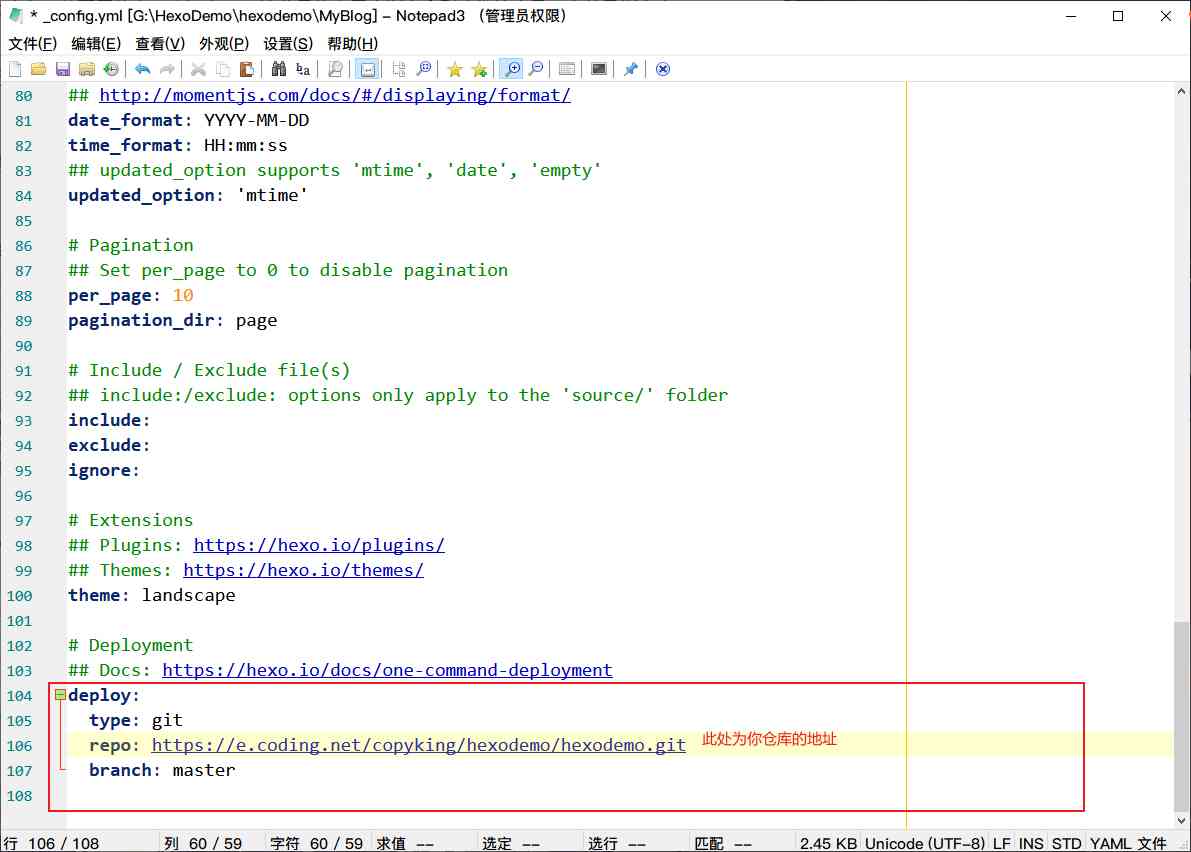 * _config.yml [G:\HexoDemo\hexodemo\MyBlog] – Notepad3 （管理员权限）
文件(F) 编辑(E) 查看(V) 外观(P) 设置(S) 帮助(H)
80 ## http://momentjs.com/docs/#/displaying/format/
81 date_format: YYYY-MM-DD
82 time_format: HH:mm:ss
83 ## updated_option supports 'mtime', 'date', 'empty'
84 updated_option: 'mtime'
85
86 # Pagination
87 ## Set per_page to 0 to disable pagination
88 per_page: 10
89 pagination_dir: page
90
91 # Include / Exclude file(s)
92 ## include:/exclude: options only apply to the 'source/' folder
93 include:
94 exclude:
95 ignore:
96
97 # Extensions
98 ## Plugins: https://hexo.io/plugins/
99 ## Themes: https://hexo.io/themes/
100 theme: landscape
101
102 # Deployment
103 ## Docs: https://hexo.io/docs/one-command-deployment
104 deploy:
105 type: git
106 repo: https://e.coding.net/copyking/hexodemo/hexodemo.git 此处为你仓库的地址
107 branch: master
108
行 106 / 108 列 60 / 59 字符 60 / 59 求值 -- 选定 -- 选行 -- 匹配 -- 2.45 KB Unicode (UTF-8) LF INS STD YAML 文件